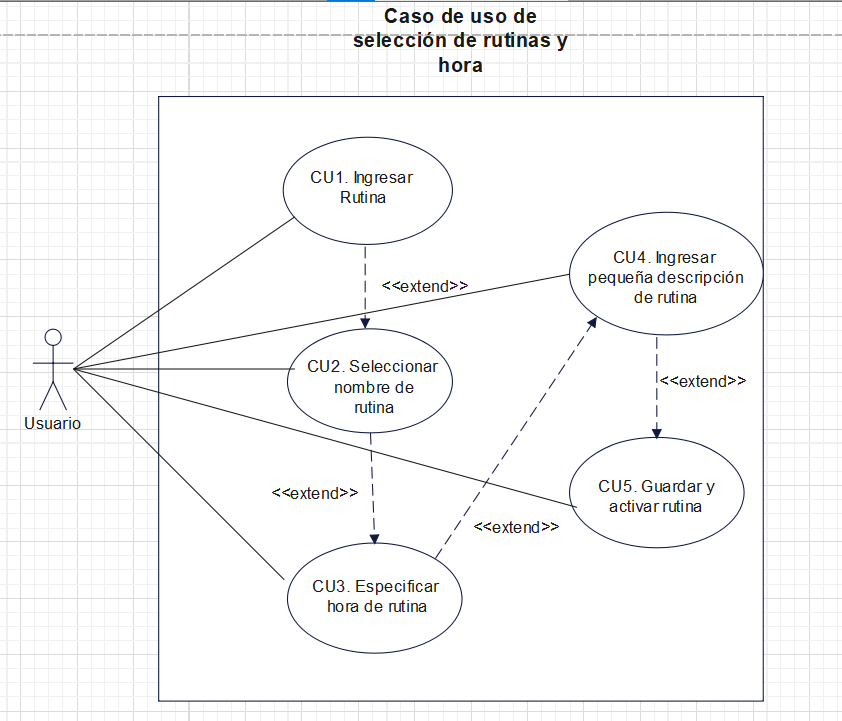 Caso de uso de
selección de rutinas y
hora
CU1. Ingresar
Rutina
<<extend>>
CU4. Ingresar
pequeña descripción
de rutina
CU2. Seleccionar
nombre de
rutina
<<extend>>
Usuario
<<extend>>
CU5. Guardar y
activar rutina
<<extend>>
CU3. Especificar
hora de rutina